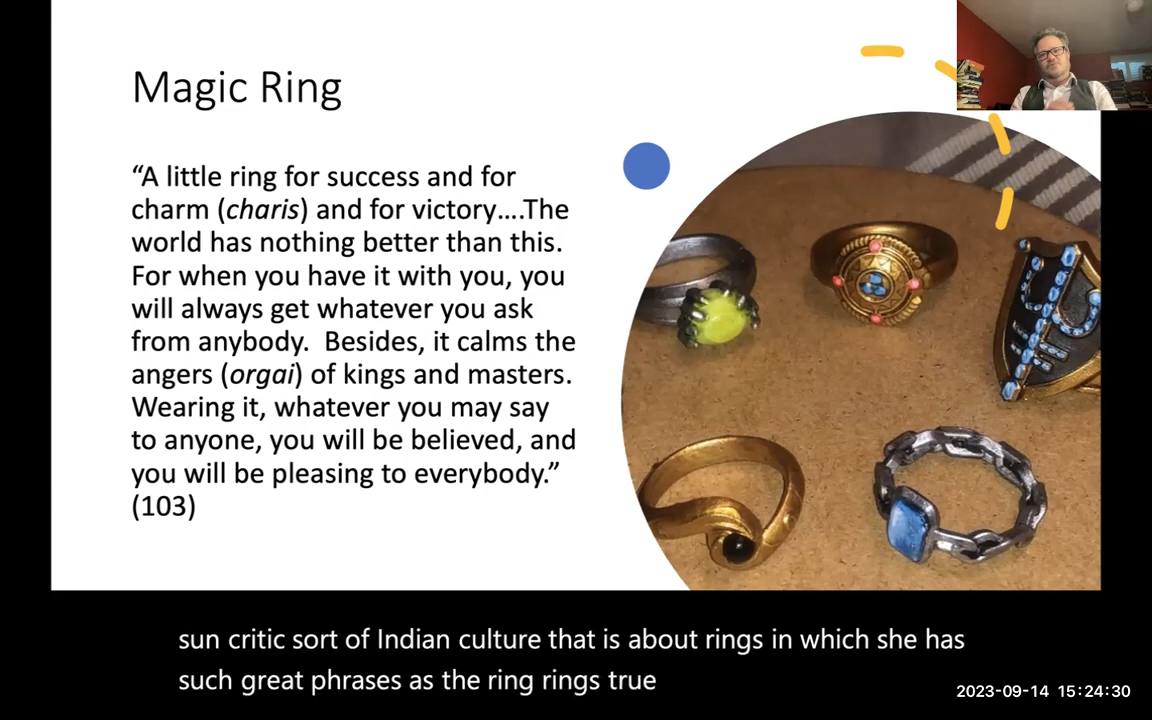 Magic Ring
“A little ring for success and for
charm (charis) and for victory....The
world has nothing better than this.
For when you have it with you, you
will always get whatever you ask
from anybody.  Besides, it calms the
angers (orgai) of kings and masters.
Wearing it, whatever you may say
to anyone, you will be believed, and
you will be pleasing to everybody.”
(103)
sun critic sort of Indian culture that is about rings in which she has
such great phrases as the ring rings true
2023-09-14 15:24:30